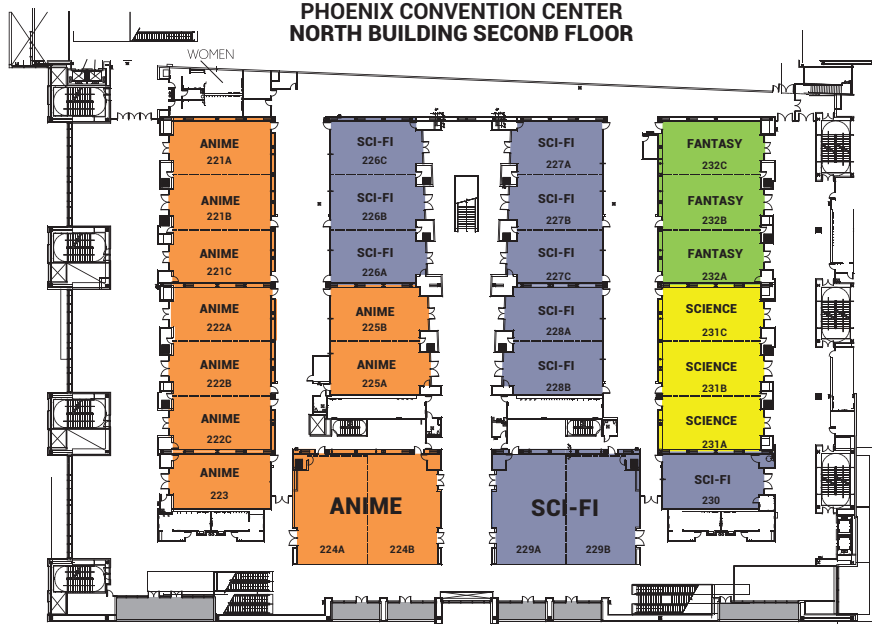 PHOENIX CONVENTION CENTER
NORTH BUILDING SECOND FLOOR
WOMEN
ANIME
221A
ANIME
221B
ANIME
221C
ANIME
222A
ANIME
222B
ANIME
222C
ANIME
223
SCI-FI
226C
SCI-FI
226B
SCI-FI
226A
ANIME
225B
ANIME
225A
ANIME
224A
224B
SCI-FI
227A
SCI-FI
227B
SCI-FI
227C
SCI-FI
228A
SCI-FI
228B
SCI-FI
229A
229B
FANTASY
232C
FANTASY
232B
FANTASY
232A
SCIENCE
231C
SCIENCE
231B
SCIENCE
231A
SCI-FI
230